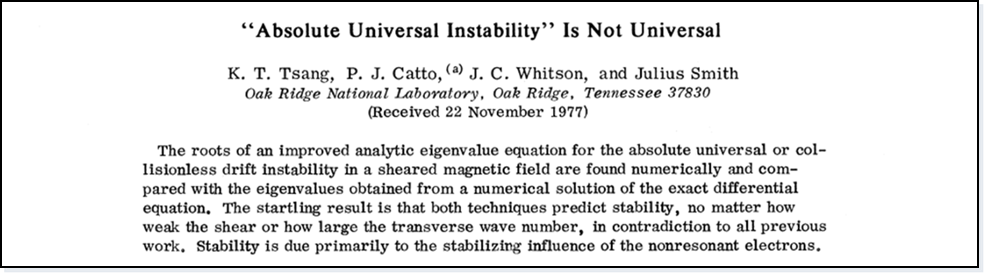 “Absolute Universal Instability” Is Not Universal
K. T. Tsang, P. J. Catto,(a) J. C. Whitson, and Julius Smith
Oak Ridge National Laboratory, Oak Ridge, Tennessee 37830
(Received 22 November 1977)
The roots of an improved analytic eigenvalue equation for the absolute universal or col-
lisionless drift instability in a sheared magnetic field are found numerically and com-
pared with the eigenvalues obtained from a numerical solution of the exact differential
equation. The startling result is that both techniques predict stability, no matter how
weak the shear or how large the transverse wave number, in contradiction to all previous
work. Stability is due primarily to the stabilizing influence of the nonresonant electrons.